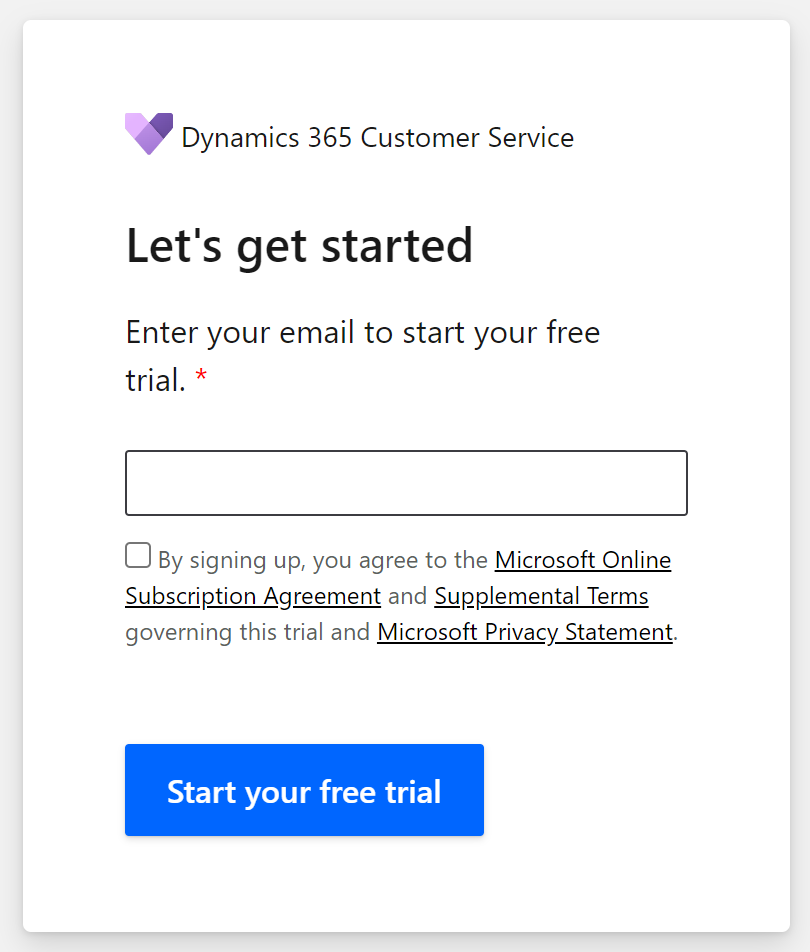 Dynamics 365 Customer Service
Let's get started
Enter your email to start your free
trial. *
By signing up, you agree to the Microsoft Online
Subscription Agreement and Supplemental Terms
governing this trial and Microsoft Privacy Statement.
Start your free trial